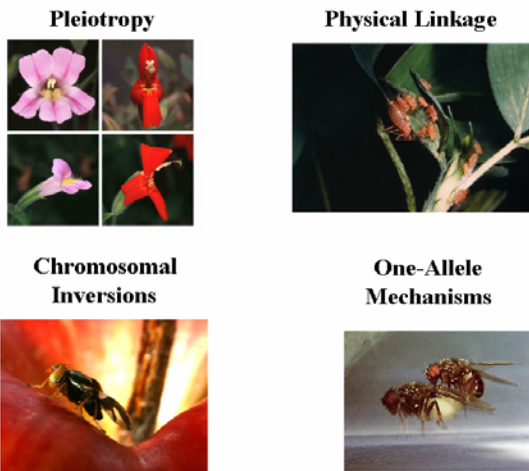 Pleiotropy
Physical Linkage
Chromosomal
Inversions
One-Allele
Mechanisms